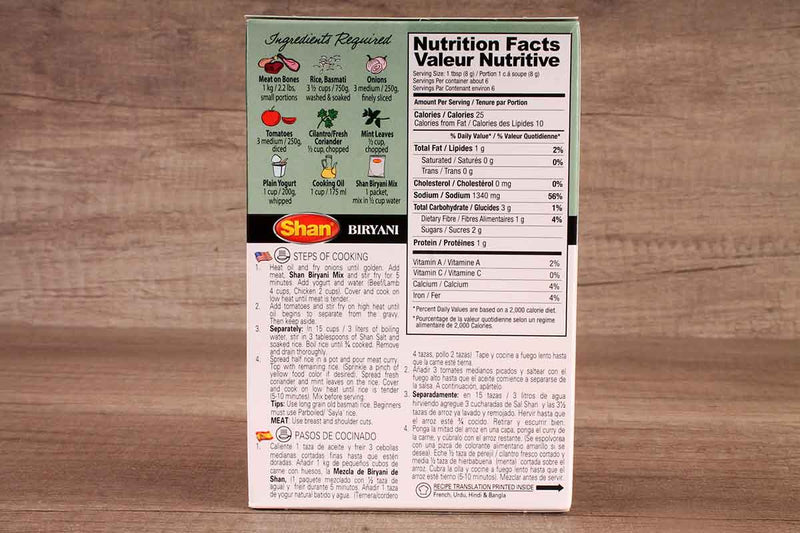 Ingredients Required
Meat on Bones
1 kg / 2.2 lbs,
small portions
Rice, Basmati
3 ½ cups / 750g,
washed & soaked
Onions
3 medium / 250g,
finely sliced
Tomatoes
3 medium / 250g,
diced
Cilantro/Fresh
Coriander
½ cup, chopped
Mint Leaves
½ cup,
chopped
Plain Yogurt
1 cup / 200g,
whipped
Cooking Oil
1 cup / 175 ml
Shan Biryani Mix
1 packet,
mix in ½ cup water
Shan BIRYANI
STEPS OF COOKING
1. Heat oil and fry onions until golden. Add
meat, Shan Biryani Mix and stir fry for 5
minutes. Add yogurt and water (Beef/Lamb
4 cups, Chicken 2 cups). Cover and cook on
low heat until meat is tender.
2. Add tomatoes and stir fry on high heat until
oil begins to separate from the gravy.
Then keep aside.
3. Separately: In 15 cups / 3 liters of boiling
water, stir in 3 tablespoons of Shan Salt and
soaked rice. Boil rice until ¾ cooked. Remove
and drain thoroughly.
4. Spread half rice in a pot and pour meat curry.
Top with remaining rice. (Sprinkle a pinch of
yellow food color if desired). Spread fresh
coriander and mint leaves on the rice. Cover
and cook on low heat until rice is tender
(5-10 minutes). Mix before serving.
Tips: Use long grain old basmati rice. Beginners
must use Parboiled/ 'Sayla' rice.
MEAT: Use breast and shoulder cuts.
PASOS DE COCINADO
1. Caliente 1 taza de aceite y freír 3 cebollas
medianas cortadas finas hasta que estén
doradas. Añadir 1 kg de pequeños cubos de
carne con huesos, la Mezcla de Biryani de
Shan, (1 paquete mezclado con ½ taza de
agua) y freír durante 5 minutos. Añadir 1 taza
de yogur natural batido y agua. (Ternera/cordero
Nutrition Facts
Valeur Nutritive
Serving Size: 1 tbsp (8 g) / Portion 1 c.à soupe (8 g)
Servings Per container about 6
Servings Par Contenant environ 6
Amount Per Serving / Tenure par Portion
Calories / Calories 25
Calories from Fat / Calories des Lipides 10
% Daily Value* / % Valeur Quotidienne*
Total Fat / Lipides 1 g 2%
Saturated / Saturés 0 g 0%
Trans / Trans 0 g
Cholesterol / Cholestérol 0 mg 0%
Sodium / Sodium 1340 mg 56%
Total Carbohydrate / Glucides 3 g 1%
Dietary Fibre / Fibres Alimentaires 1 g 4%
Sugars / Sucres 2 g
Protein / Protéines 1 g
Vitamin A / Vitamine A 2%
Vitamin C / Vitamine C 0%
Calcium / Calcium 4%
Iron / Fer 4%
*Percent Daily Values are based on a 2,000 calorie diet.
*Pourcentage de la valeur quotidienne selon un regime
alimentaire de 2,000 Calories.
4 tazas, pollo 2 tazas). Tape y cocine a fuego lento hasta
que la carne esté tierna.
2. Añadir 3 tomates medianos picados y saltear con el
fuego alto hasta que el aceite comience a separarse de
la salsa. A continuación, apártelo.
3. Separadamente: en 15 tazas / 3 litros de agua
hirviendo agregue 3 cucharadas de Sal Shan. y las 3½
tazas de arroz lavado y remojado. Hervir hasta que
el arroz esté ¾ cocido. Retirar y escurrir bien.
4. Ponga la mitad del arroz en una capa, ponga el curry de
la carne, y cúbralo con el arroz restante. (Se espolvorea
con una pizca de colorante alimentario amarillo si se
desea). Eche ½ taza de perejil / cilantro fresco cortado y
media ½ taza de hierbabuena (menta) cortada sobre el
arroz. Cubra la olla y cocine a fuego lento hasta que el
arroz esté tierno (5-10 minutos). Mezclar antes de servir.
RECIPE TRANSLATION PRINTED INSIDE
French, Urdu, Hindi & Bangla